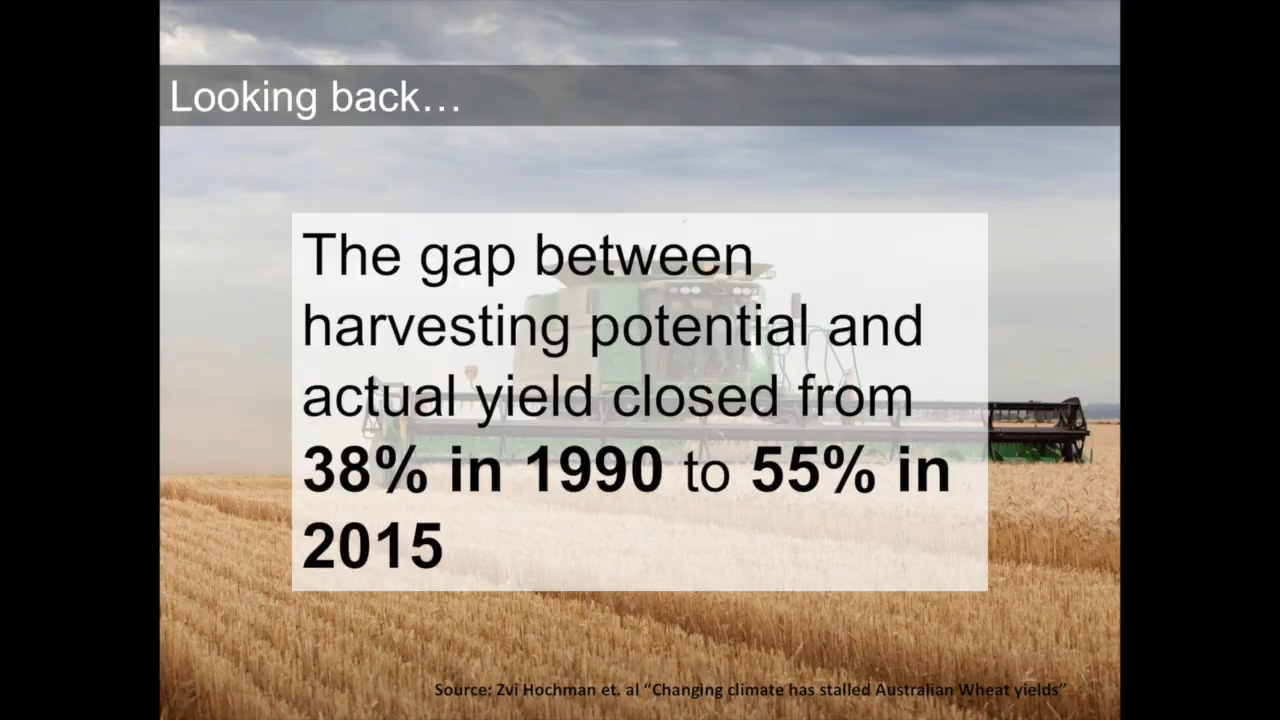 Looking back…
The gap between
harvesting potential and
actual yield closed from
38% in 1990 to 55% in
2015
Source: Zvi Hochman et. al “Changing climate has stalled Australian Wheat yields”